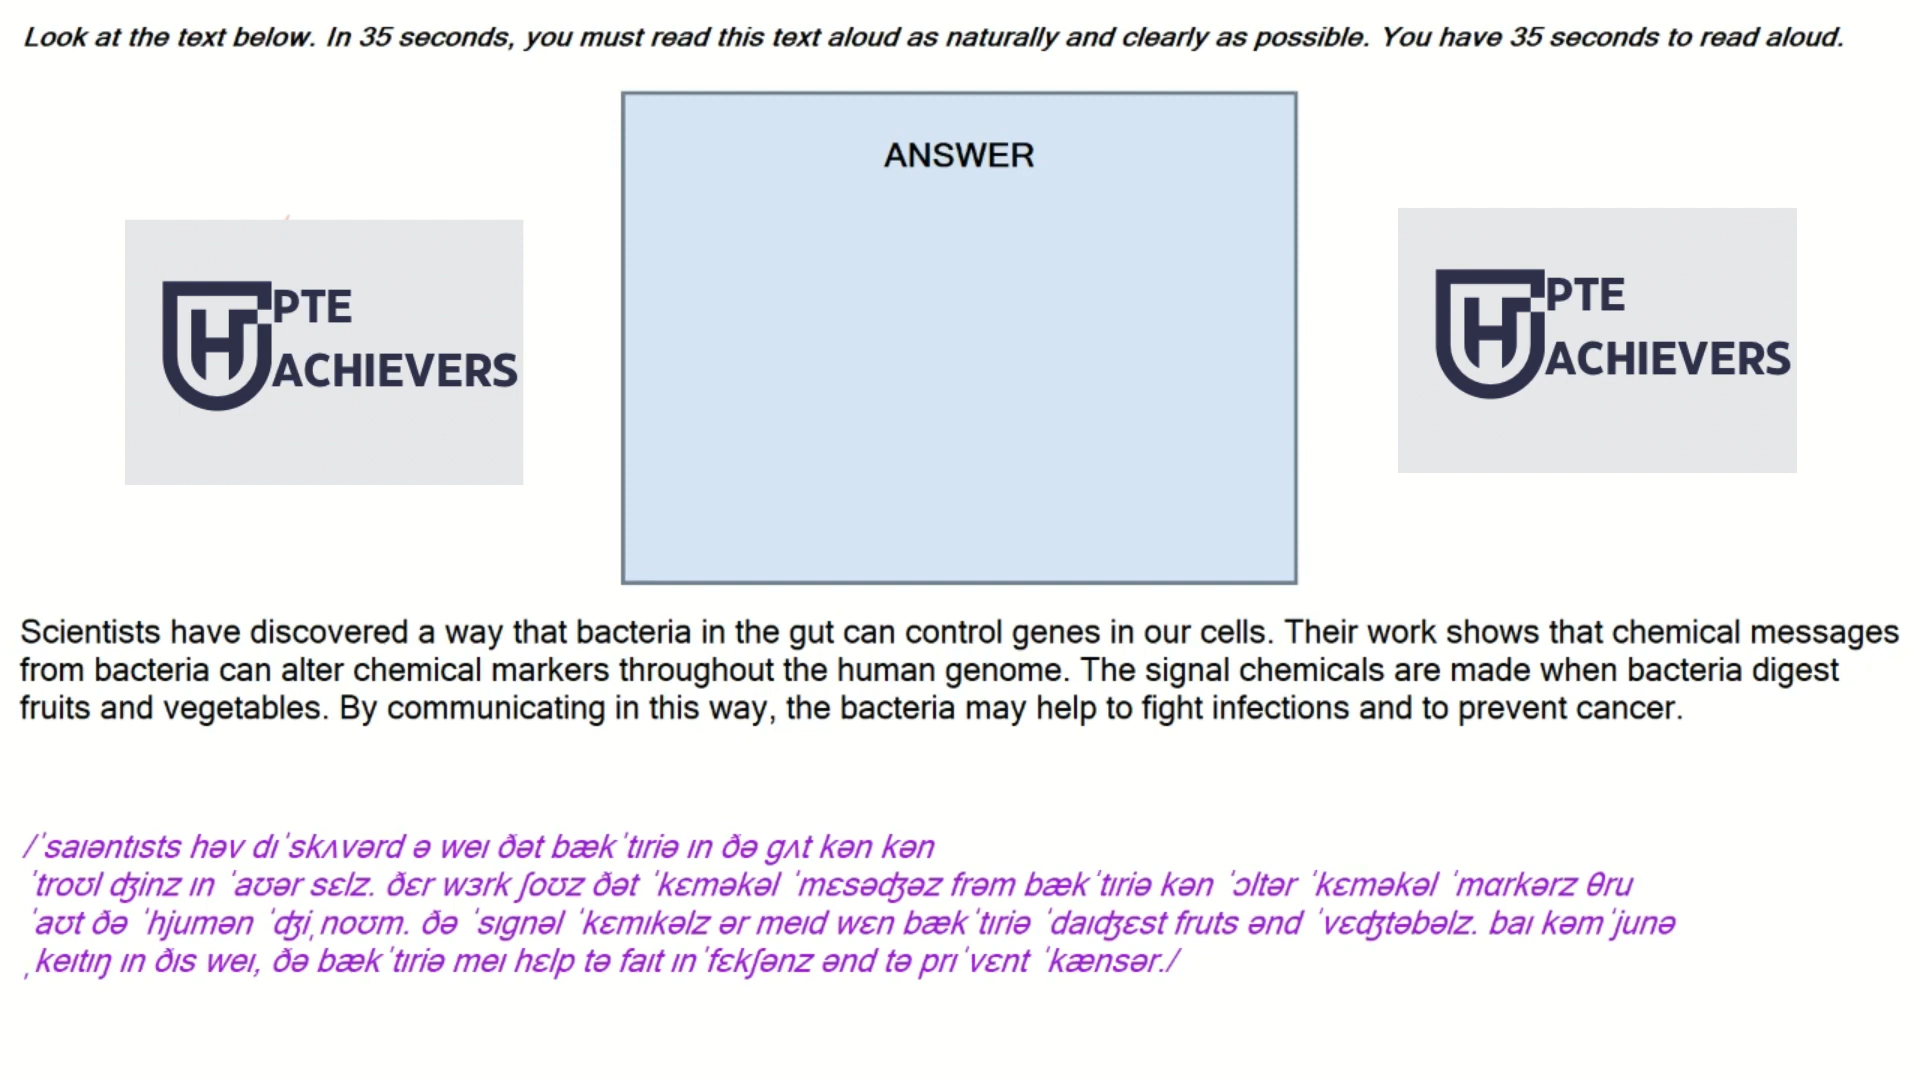 Look at the text below. In 35 seconds, you must read this text aloud as naturally and clearly as possible. You have 35 seconds to read aloud.
ANSWER
PTE
ACHIEVERS
PTE
ACHIEVERS
Scientists have discovered a way that bacteria in the gut can control genes in our cells. Their work shows that chemical messages
from bacteria can alter chemical markers throughout the human genome. The signal chemicals are made when bacteria digest
fruits and vegetables. By communicating in this way, the bacteria may help to fight infections and to prevent cancer.
/ˈsaɪəntɪsts həv dɪˈskʌvərd ə weɪ ðət bækˈtɪriə ɪn ðə gʌt kən kən
ˈtroʊl ʤinz ɪn ˈaʊər sɛlz. ðɛr wɜrk ʃoʊz ðət ˈkɛməkəl ˈmɛsəʤəz frəm bækˈtɪriə kən ˈɔltər ˈkɛməkəl ˈmɑrkərz θru
ˈaʊt ðə ˈhjumən ˈʤiˌnoʊm. ðə ˈsɪgnəl ˈkɛmɪkəlz ər meɪd wɛn bækˈtɪriə ˈdaɪʤɛst fruts ənd ˈvɛʤtəbəlz. baɪ kəmˈjunə
ˌkeɪtɪŋ ɪn ðɪs weɪ, ðə bækˈtɪriə meɪ hɛlp tə faɪt ɪnˈfɛkʃənz ənd tə prɪˈvɛnt ˈkænsər./